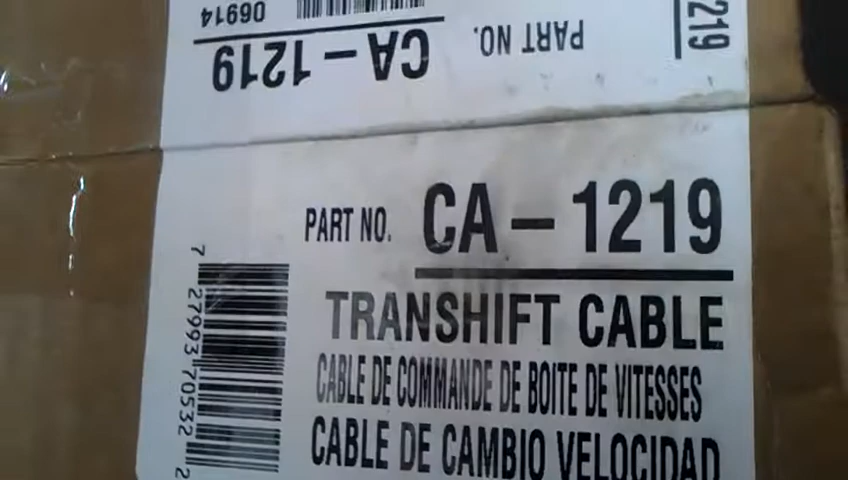 06914
CA-1219
PART NO.
219
PART NO. CA-1219
TRANSHIFT CABLE
CABLE DE COMMANDE DE BOITE DE VITESSES
CABLE DE CAMBIO VELOCIDAD
7 27993 70532 2